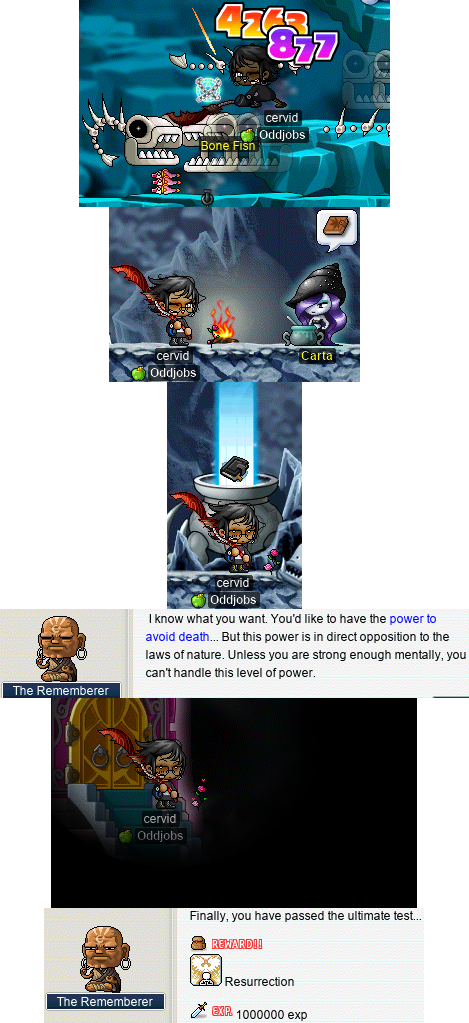 4263
877
cervid
Oddjobs
Bone Fish
cervid
Oddjobs
Carta
cervid
Oddjobs
I know what you want. You'd like to have the power to
avoid death... But this power is in direct opposition to the
laws of nature. Unless you are strong enough mentally, you
can't handle this level of power.
The Rememberer
cervid
Oddjobs
Finally, you have passed the ultimate test...
REWARD!!
Resurrection
EXP. 1000000 exp
The Rememberer